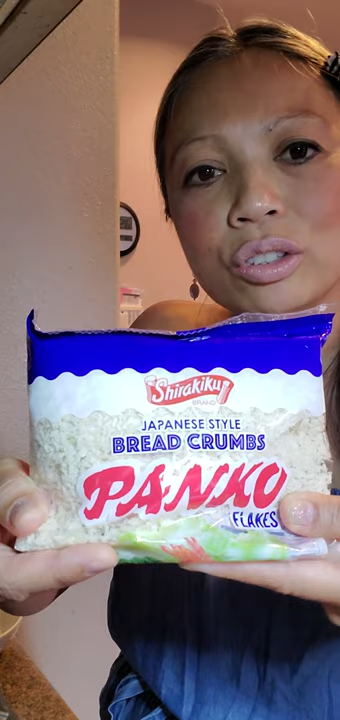 Shirakiku
BRAND
JAPANESE STYLE
BREAD CRUMBS
PANKO
FLAKES